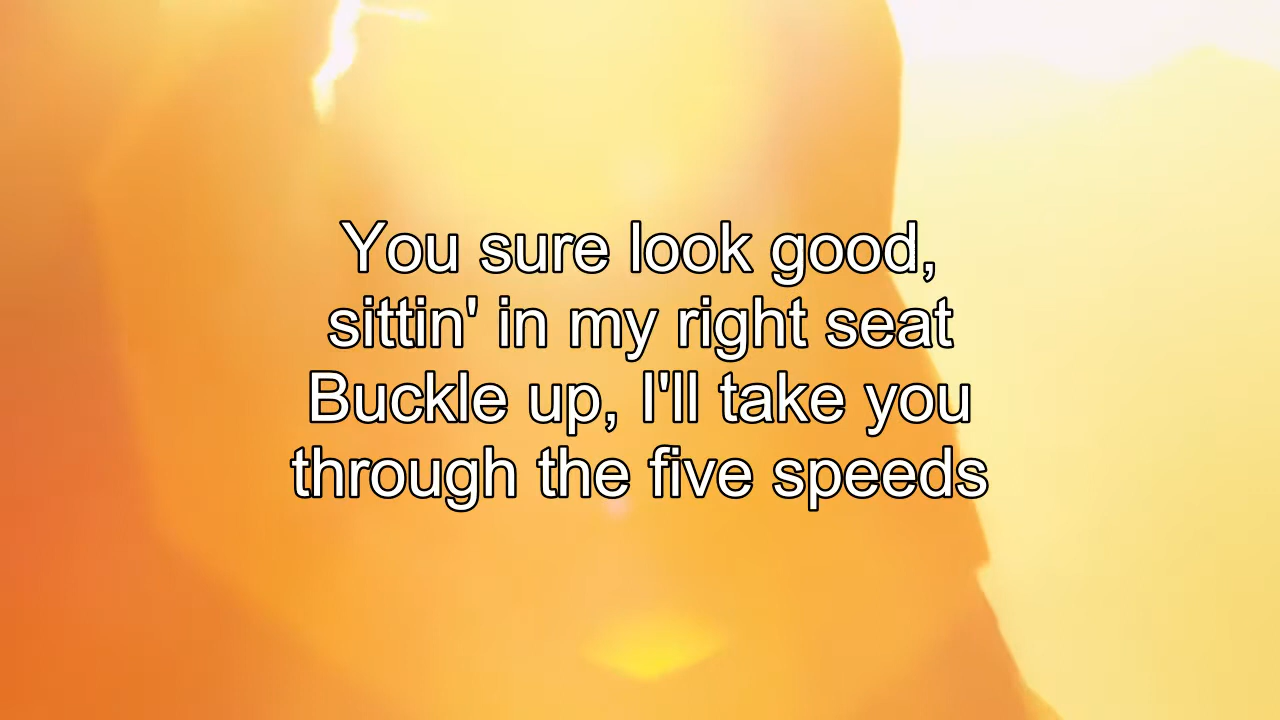 You sure look good,
sittin' in my right seat
Buckle up, I'll take you
through the five speeds